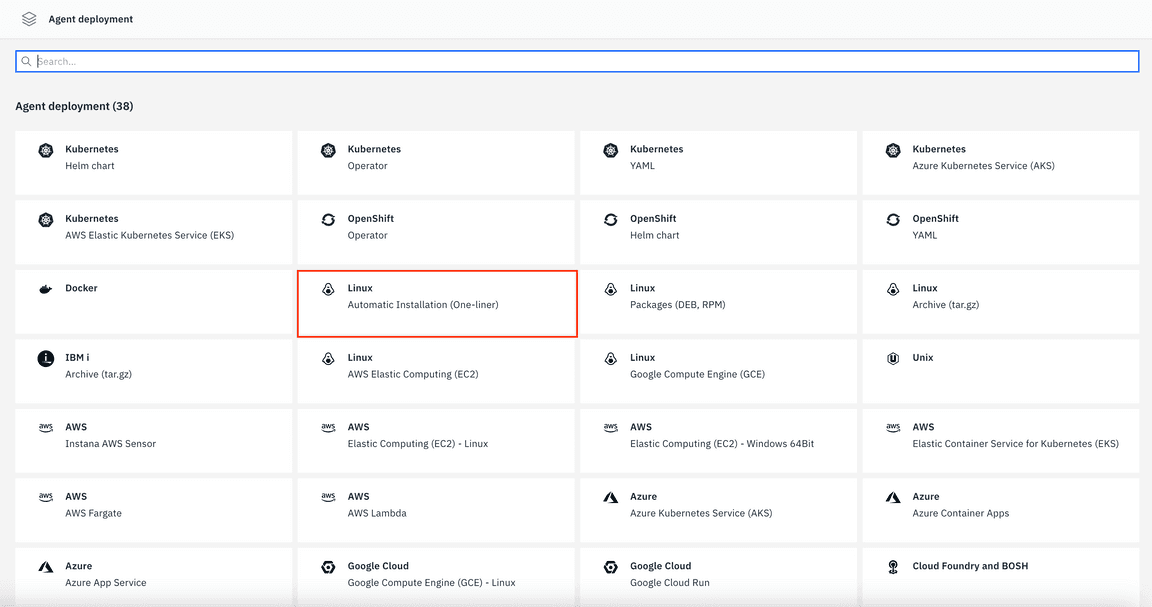 Agent deployment
Search...
Agent deployment (38)
Kubernetes
Helm chart
Kubernetes
Operator
Kubernetes
YAML
Kubernetes
Azure Kubernetes Service (AKS)
Kubernetes
AWS Elastic Kubernetes Service (EKS)
OpenShift
Operator
OpenShift
Helm chart
OpenShift
YAML
Docker
Linux
Automatic Installation (One-liner)
Linux
Packages (DEB, RPM)
Linux
Archive (tar.gz)
IBM i
Archive (tar.gz)
Linux
AWS Elastic Computing (EC2)
Linux
Google Compute Engine (GCE)
Unix
aws
AWS
Instana AWS Sensor
aws
AWS
Elastic Computing (EC2) - Linux
aws
AWS
Elastic Computing (EC2) - Windows 64Bit
aws
AWS
Elastic Container Service for Kubernetes (EKS)
aws
AWS
AWS Fargate
aws
AWS
AWS Lambda
Azure
Azure Kubernetes Service (AKS)
Azure
Azure Container Apps
Azure
Azure App Service
Google Cloud
Google Compute Engine (GCE) - Linux
Google Cloud
Google Cloud Run
Cloud Foundry and BOSH